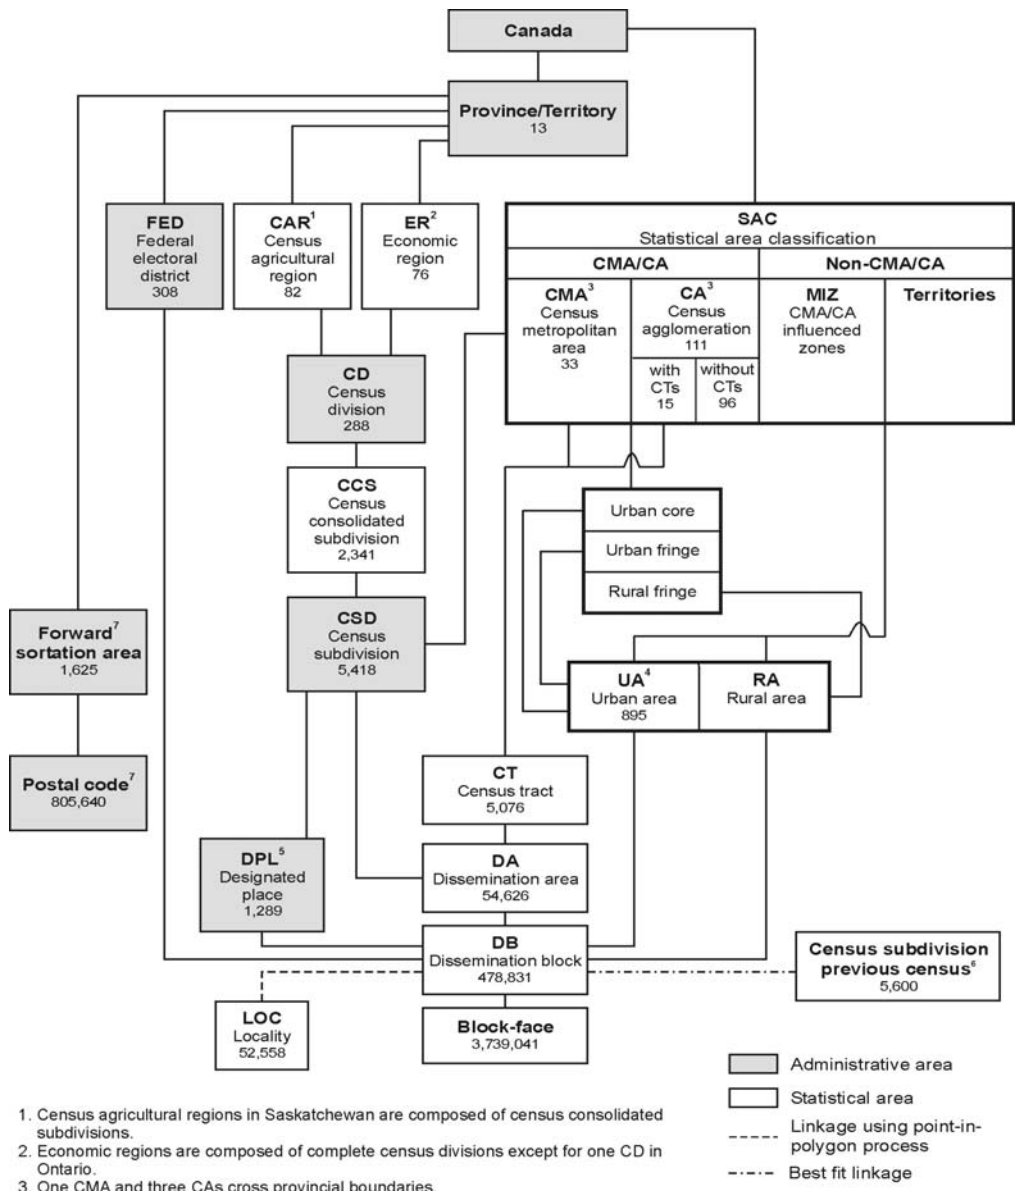 Canada
Province/Territory
13
FED
Federal
electoral
district
308
CAR1
Census
agricultural
region
82
ER2
Economic
region
76
SAC
Statistical area classification
CMA/CA
Non-CMA/CA
CMA3
Census
metropolitan
area
33
CA3
Census
agglomeration
111
with
CTs
15
without
CTs
96
MIZ
CMA/CA
influenced
zones
Territories
CD
Census
division
288
CCS
Census
consolidated
subdivision
2,341
Urban core
Urban fringe
Rural fringe
Forward7
sortation area
1,625
CSD
Census
subdivision
5,418
UA4
Urban area
895
RA
Rural area
Postal code7
805,640
CT
Census tract
5,076
DPL5
Designated
place
1,289
DA
Dissemination area
54,626
DB
Dissemination block
478,831
Census subdivision
previous census6
5,600
LOC
Locality
52,558
Block-face
3,739,041
Administrative area
Statistical area
Linkage using point-in-
polygon process
Best fit linkage
1. Census agricultural regions in Saskatchewan are composed of census consolidated
subdivisions.
2. Economic regions are composed of complete census divisions except for one CD in
Ontario.
3. One CMA and three CAs cross provincial boundaries